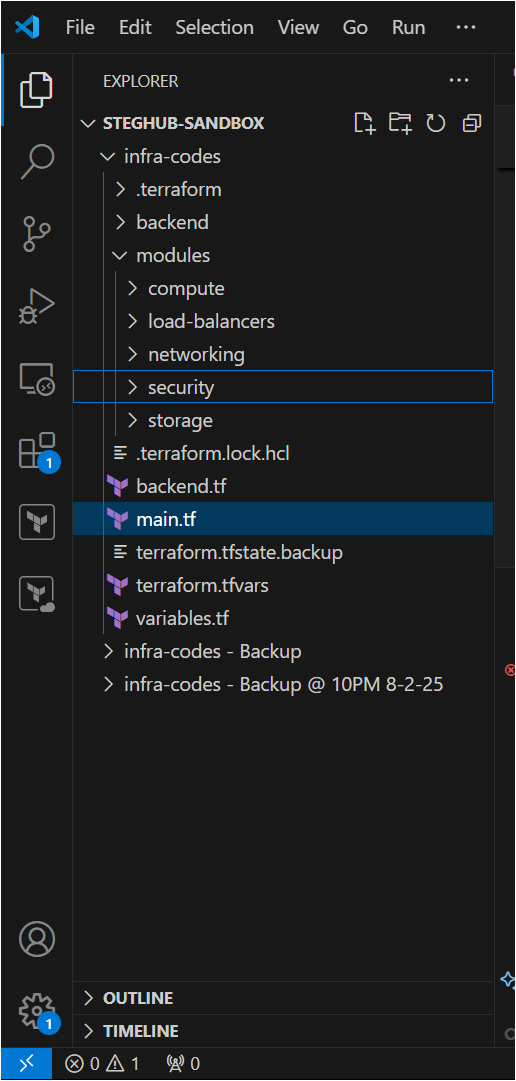 File Edit Selection View Go Run ...
EXPLORER ...
STEGHUB-SANDBOX
infra-codes
.terraform
backend
modules
compute
load-balancers
networking
security
storage
.terraform.lock.hcl
1
backend.tf
main.tf
terraform.tfstate.backup
terraform.tfvars
variables.tf
infra-codes - Backup
infra-codes - Backup @ 10PM 8-2-25
OUTLINE
1
TIMELINE
0 1 0